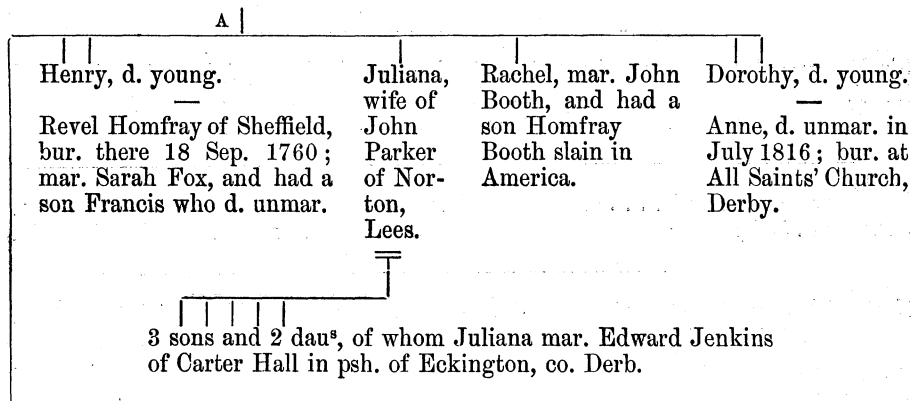 A
Henry, d. young.
Revel Homfray of Sheffield,
bur. there 18 Sep. 1760;
mar. Sarah Fox, and had a
son Francis who d. unmar.
Juliana,
wife of
John
Parker
of Nor-
ton,
Lees.
Rachel, mar. John
Booth, and had a
son Homfray
Booth slain in
America.
Dorothy, d. young.
Anne, d. unmar. in
July 1816; bur. at
All Saints' Church,
Derby.
3 sons and 2 dauˢ, of whom Juliana mar. Edward Jenkins
of Carter Hall in psh. of Eckington, co. Derb.